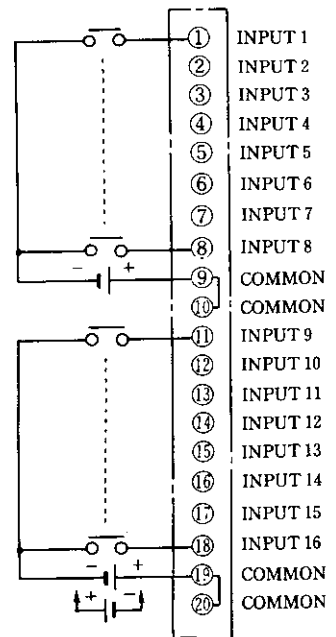 ① INPUT 1
② INPUT 2
③ INPUT 3
④ INPUT 4
⑤ INPUT 5
⑥ INPUT 6
⑦ INPUT 7
⑧ INPUT 8
- + ⑨ COMMON
⑩ COMMON
⑪ INPUT 9
⑫ INPUT 10
⑬ INPUT 11
⑭ INPUT 12
⑮ INPUT 13
⑯ INPUT 14
⑰ INPUT 15
⑱ INPUT 16
- + ⑲ COMMON
+ - ⑳ COMMON